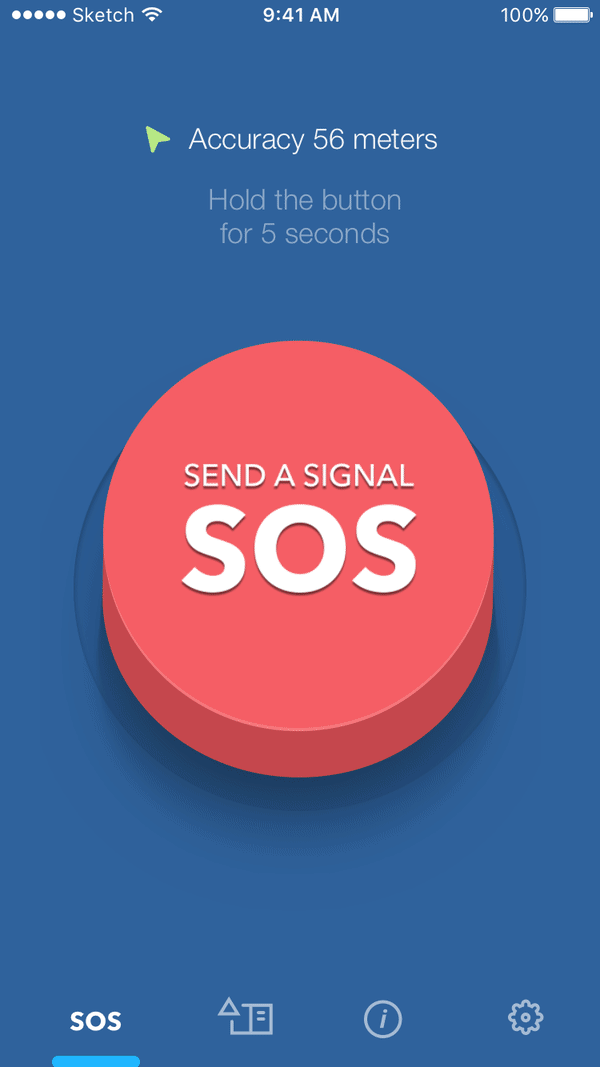 Sketch 9:41 AM 100%
Accuracy 56 meters
Hold the button
for 5 seconds
SEND A SIGNAL
SOS
SOS
i